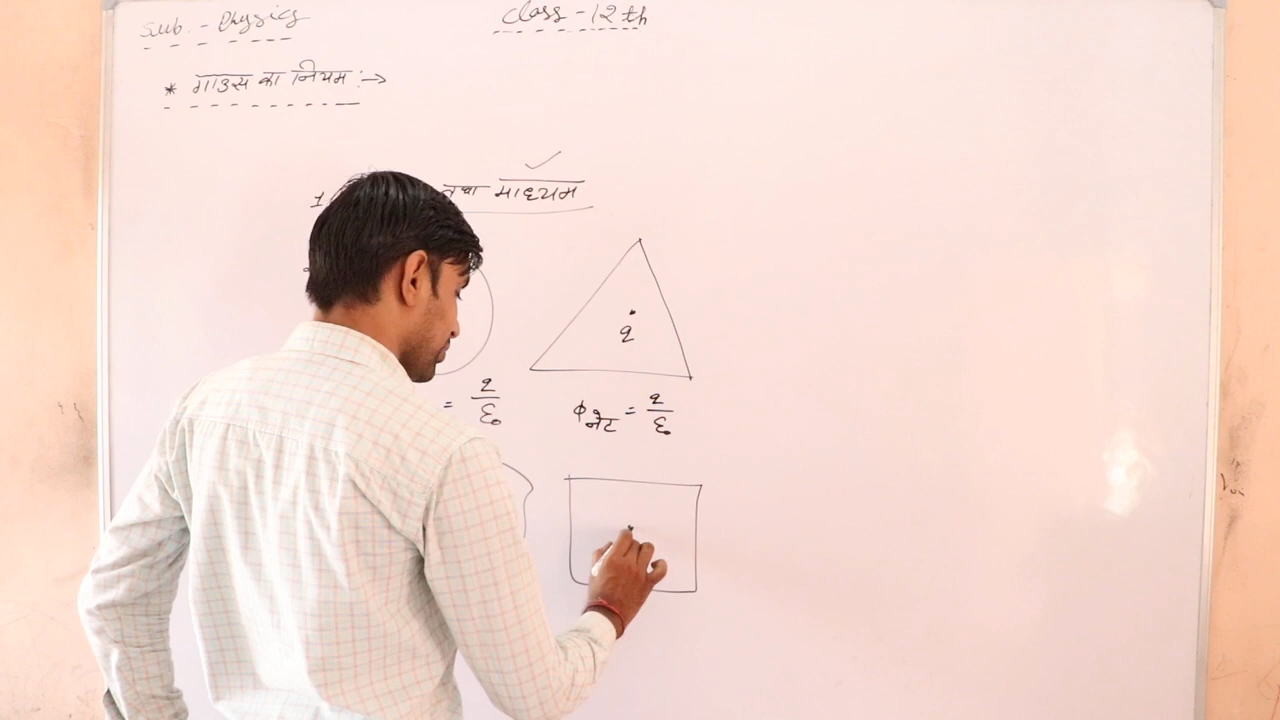 Sub. - Physics
Class - 12th
* गाउस का नियम :→
1
तथा माध्यम
q
= q/ε₀
ϕनेट = q/ε₀